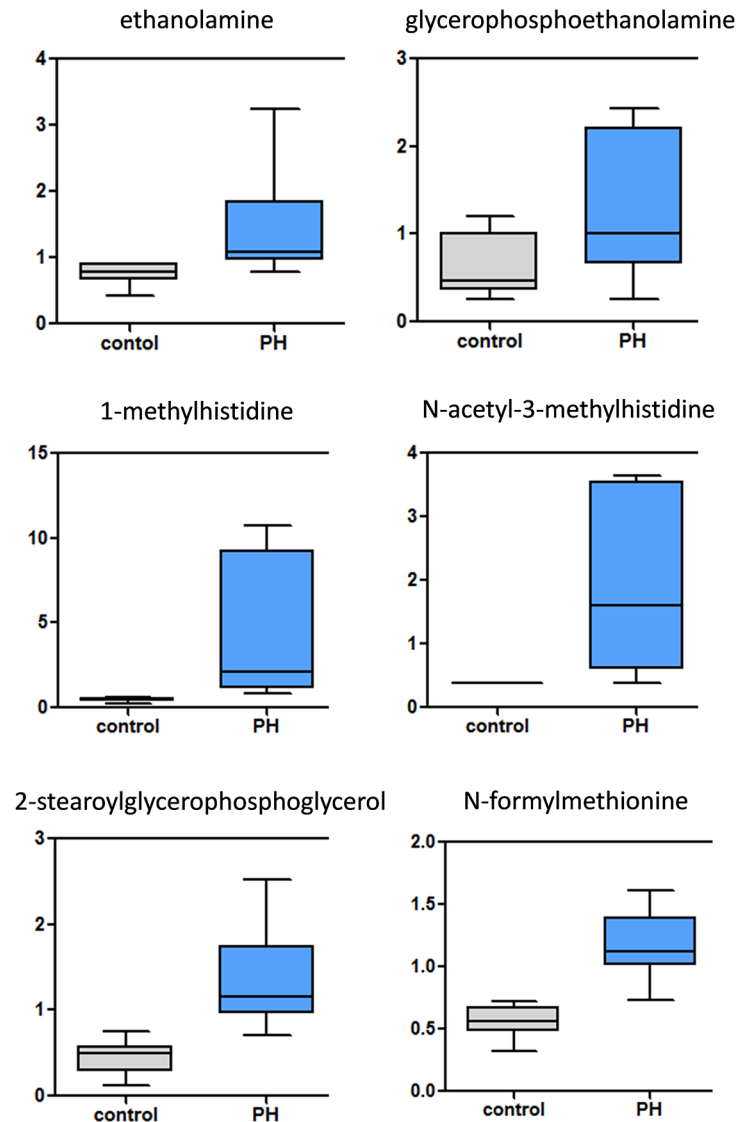 ethanolamine
glycerophosphoethanolamine
4
3
2
1
0
contol
PH
3
2
1
0
control
PH
1-methylhistidine
N-acetyl-3-methylhistidine
15
10
5
0
control
PH
4
3
2
1
0
control
PH
2-stearoylglycerophosphoglycerol
N-formylmethionine
3
2
1
0
control
PH
2.0
1.5
1.0
0.5
0.0
control
PH